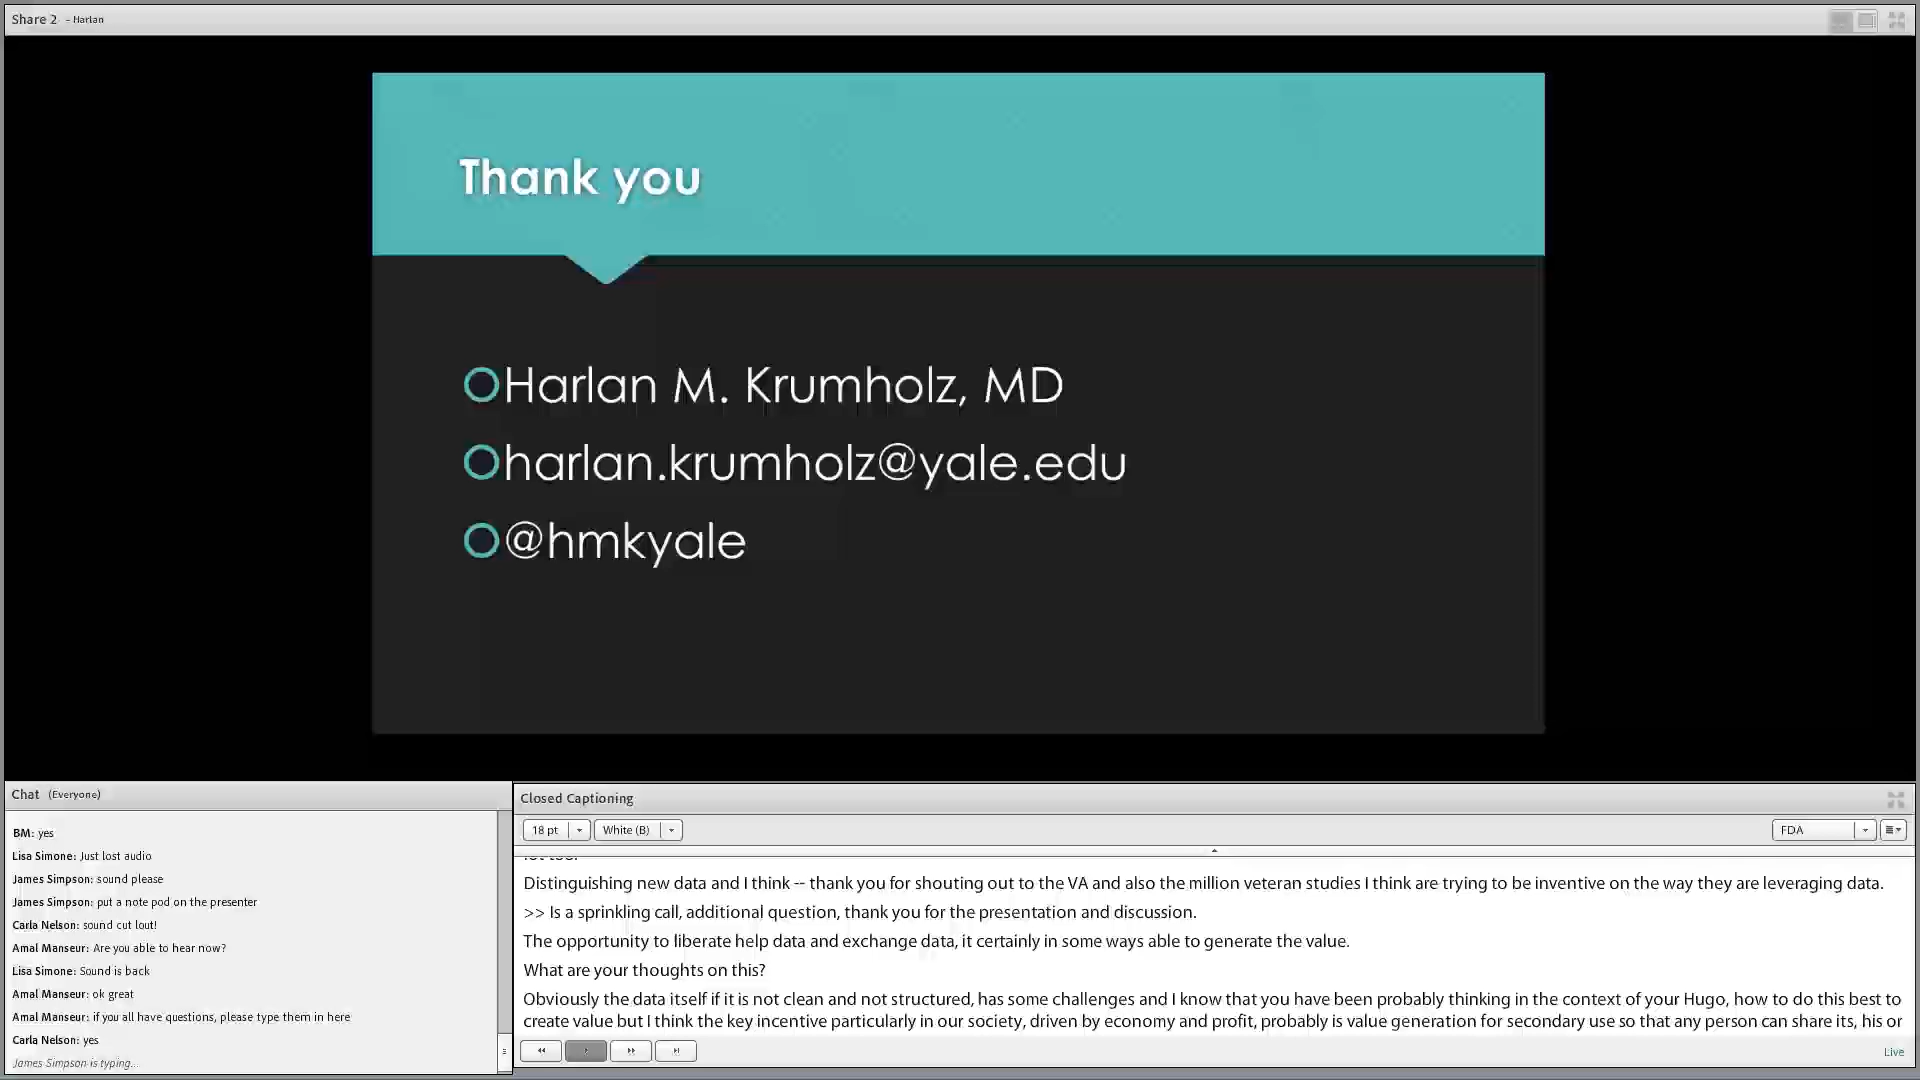 Share 2 - Harlan
Thank you
Harlan M. Krumholz, MD
harlan.krumholz@yale.edu
@hmkyale
Chat (Everyone)
BM: yes
Lisa Simone: Just lost audio
James Simpson: sound please
James Simpson: put a note pod on the presenter
Carla Nelson: sound cut lout!
Amal Manseur: Are you able to hear now?
Lisa Simone: Sound is back
Amal Manseur: ok great
Amal Manseur: if you all have questions, please type them in here
Carla Nelson: yes
James Simpson is typing...
Closed Captioning
18 pt
White (B)
FDA
Distinguishing new data and I think -- thank you for shouting out to the VA and also the million veteran studies I think are trying to be inventive on the way they are leveraging data.
>> Is a sprinkling call, additional question, thank you for the presentation and discussion.
The opportunity to liberate help data and exchange data, it certainly in some ways able to generate the value.
What are your thoughts on this?
Obviously the data itself if it is not clean and not structured, has some challenges and I know that you have been probably thinking in the context of your Hugo, how to do this best to
create value but I think the key incentive particularly in our society, driven by economy and profit, probably is value generation for secondary use so that any person can share its, his or
Live